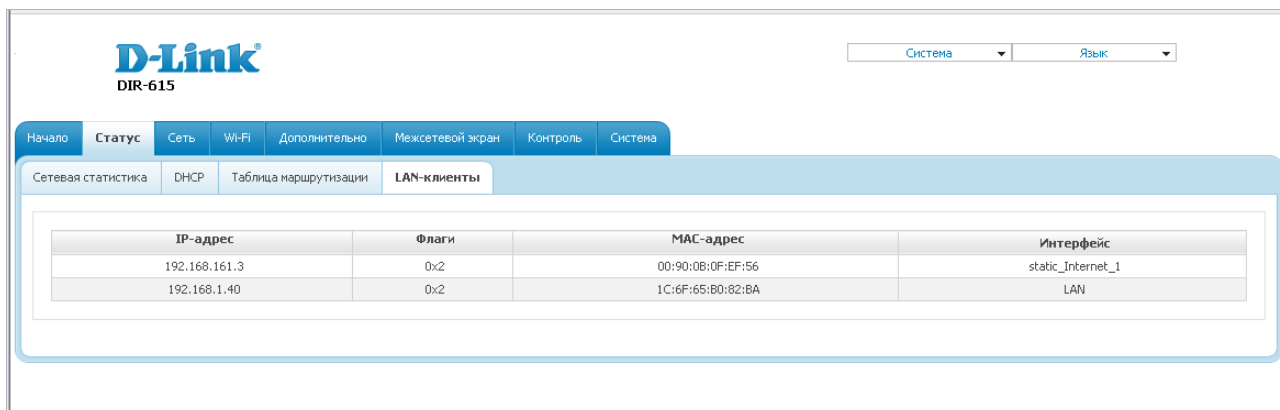 D-Link®
DIR-615
Система Язык
Начало Статус Сеть Wi-Fi Дополнительно Межсетевой экран Контроль Система
Сетевая статистика DHCP Таблица маршрутизации LAN-клиенты
IP-адрес Флаги MAC-адрес Интерфейс
192.168.161.3 0x2 00:90:0B:0F:EF:56 static_Internet_1
192.168.1.40 0x2 1C:6F:65:B0:82:BA LAN